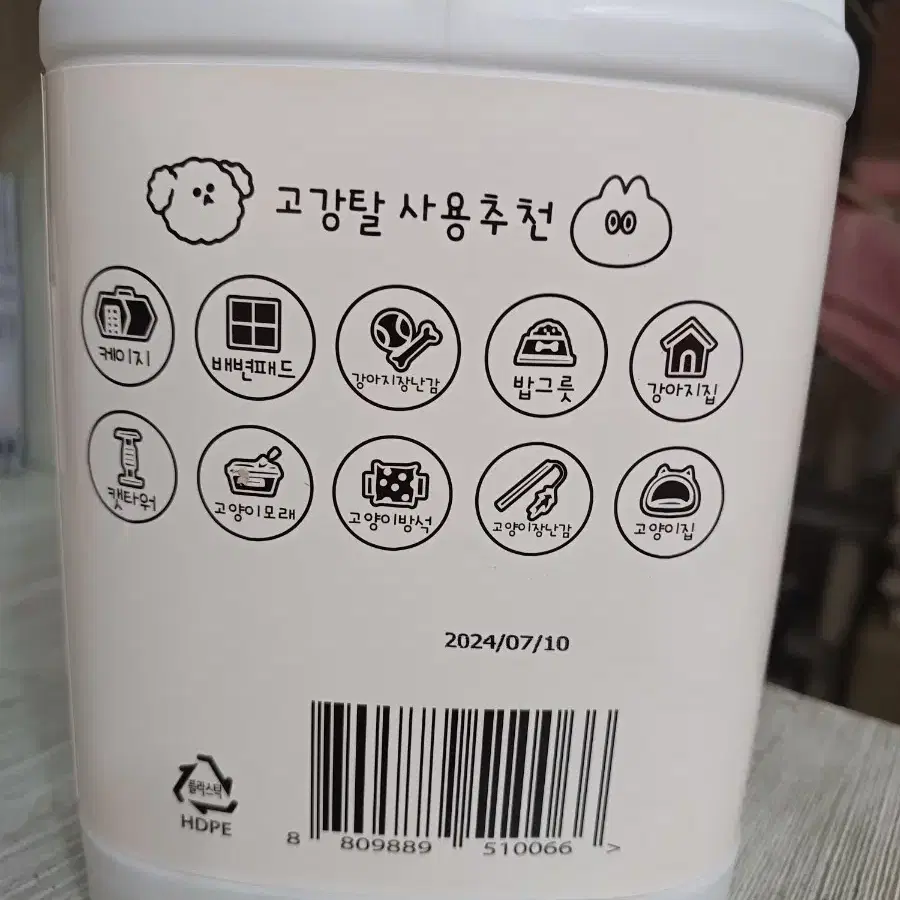 고강탈 사용추천
케이지
배변패드
강아지장난감
밥그릇
강아지집
캣타워
고양이모래
고양이방석
고양이장난감
고양이집
2024/07/10
플라스틱
HDPE
8 809889 510066 >